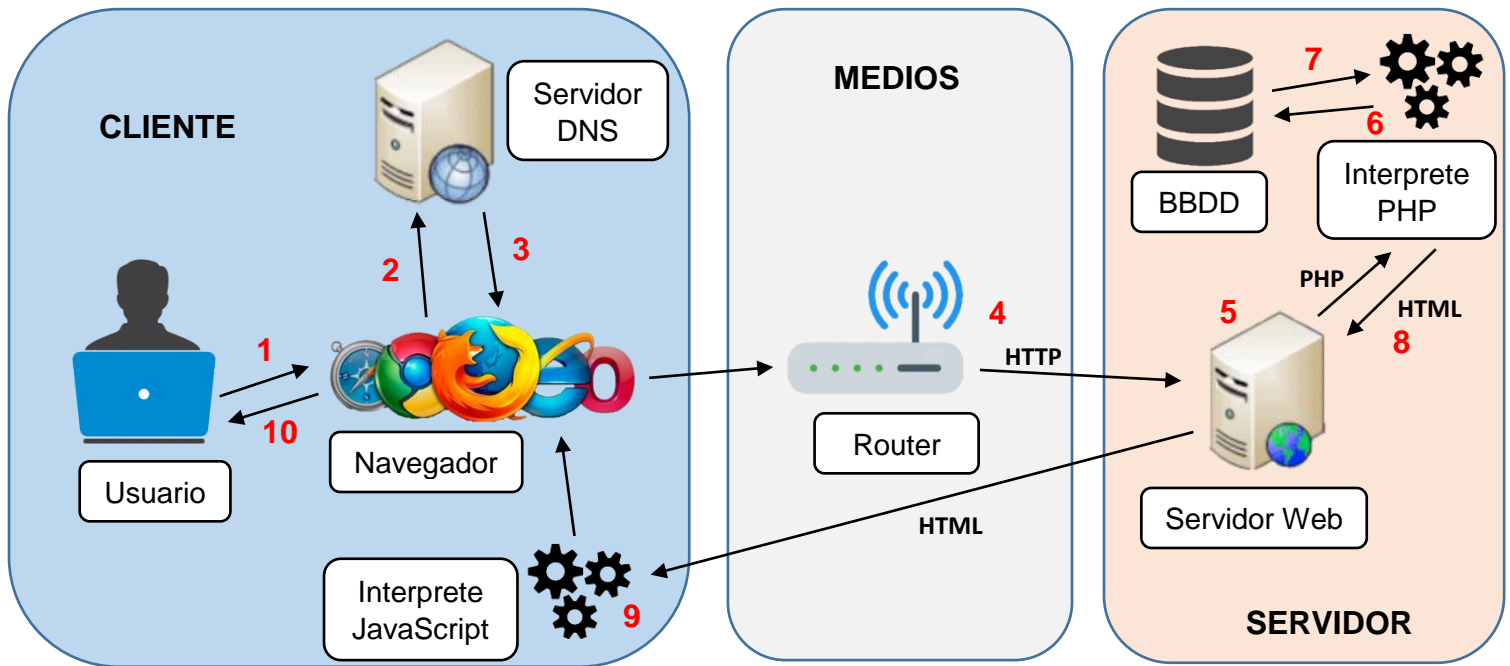 CLIENTE
Servidor
DNS
2
3
1
10
Usuario
Navegador
Interprete
JavaScript
9
MEDIOS
4
HTTP
Router
HTML
7
6
BBDD
Interprete
PHP
PHP
HTML
5
8
Servidor Web
SERVIDOR